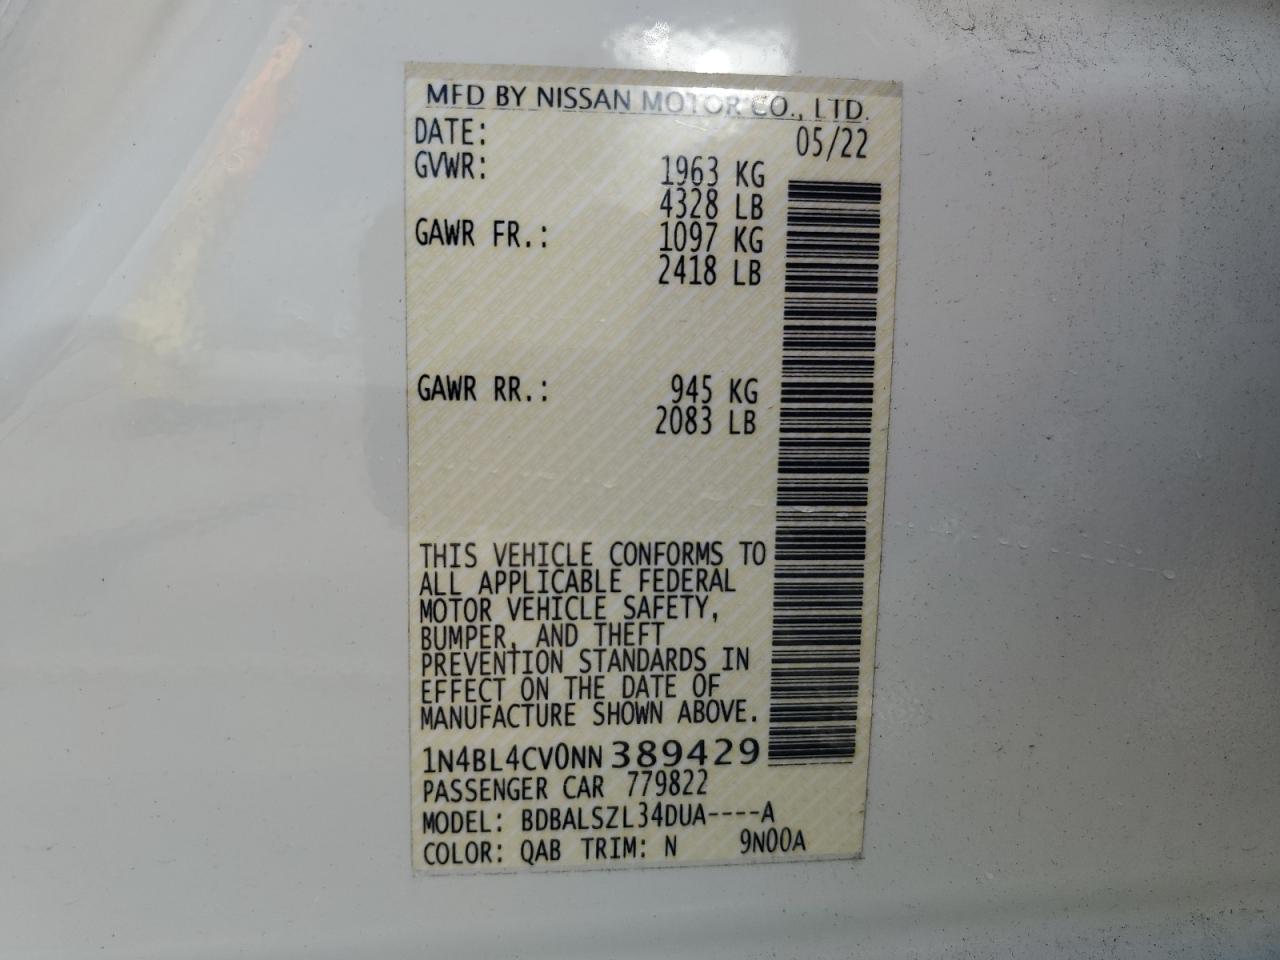 MFD BY NISSAN MOTOR CO., LTD.
DATE: 05/22
GVWR: 1963 KG
4328 LB
GAWR FR.: 1097 KG
2418 LB
GAWR RR.: 945 KG
2083 LB
THIS VEHICLE CONFORMS TO
ALL APPLICABLE FEDERAL
MOTOR VEHICLE SAFETY,
BUMPER, AND THEFT
PREVENTION STANDARDS IN
EFFECT ON THE DATE OF
MANUFACTURE SHOWN ABOVE.
1N4BL4CV0NN389429
PASSENGER CAR 779822
MODEL: BDBALSZL34DUA----A
COLOR: QAB TRIM: N 9N00A